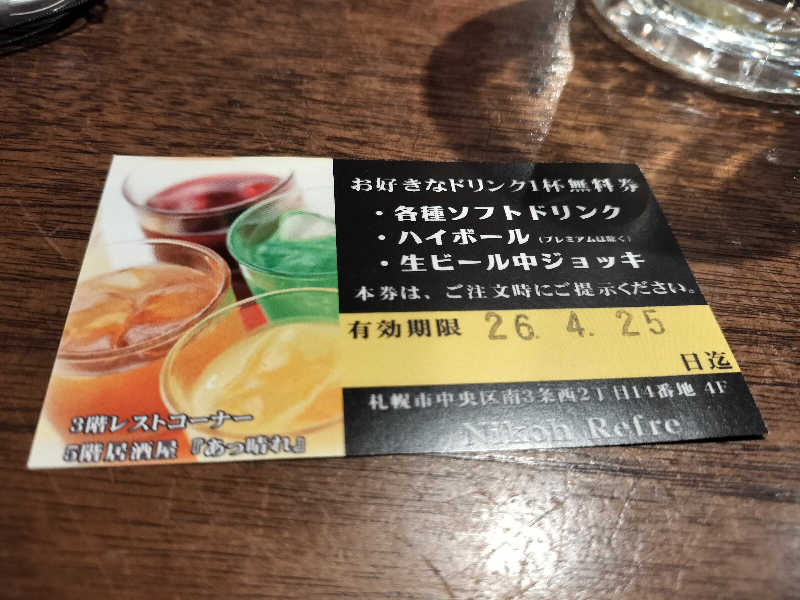 お好きなドリンク1杯無料券
・各種ソフトドリンク
・ハイボール (プレミアムは除く)
・生ビール中ジョッキ
本券は、ご注文時にご提示ください。
有効期限 26. 4. 25
日迄
札幌市中央区南3条西2丁目14番地 4F
Nikoh Refre
3階レストコーナー
5階居酒屋『あっ晴れ』